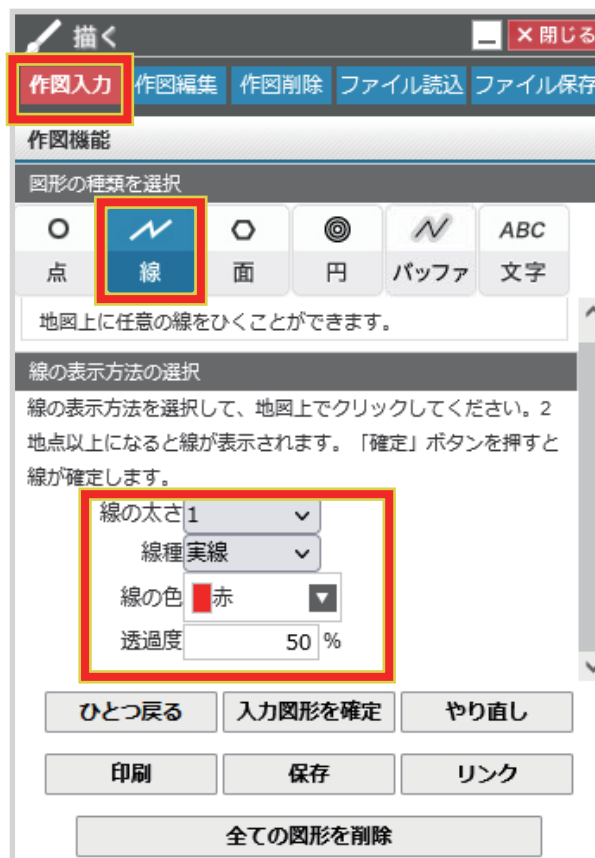 描く
閉じる
作図入力 作図編集 作図削除 ファイル読込 ファイル保存
作図機能
図形の種類を選択
ABC
点 線 面 円 バッファ 文字
地図上に任意の線をひくことができます。
線の表示方法の選択
線の表示方法を選択して、地図上でクリックしてください。2
地点以上になると線が表示されます。「確定」ボタンを押すと
線が確定します。
線の太さ 1
線種 実線
線の色 赤
透過度 50 %
ひとつ戻る 入力図形を確定 やり直し
印刷 保存 リンク
全ての図形を削除